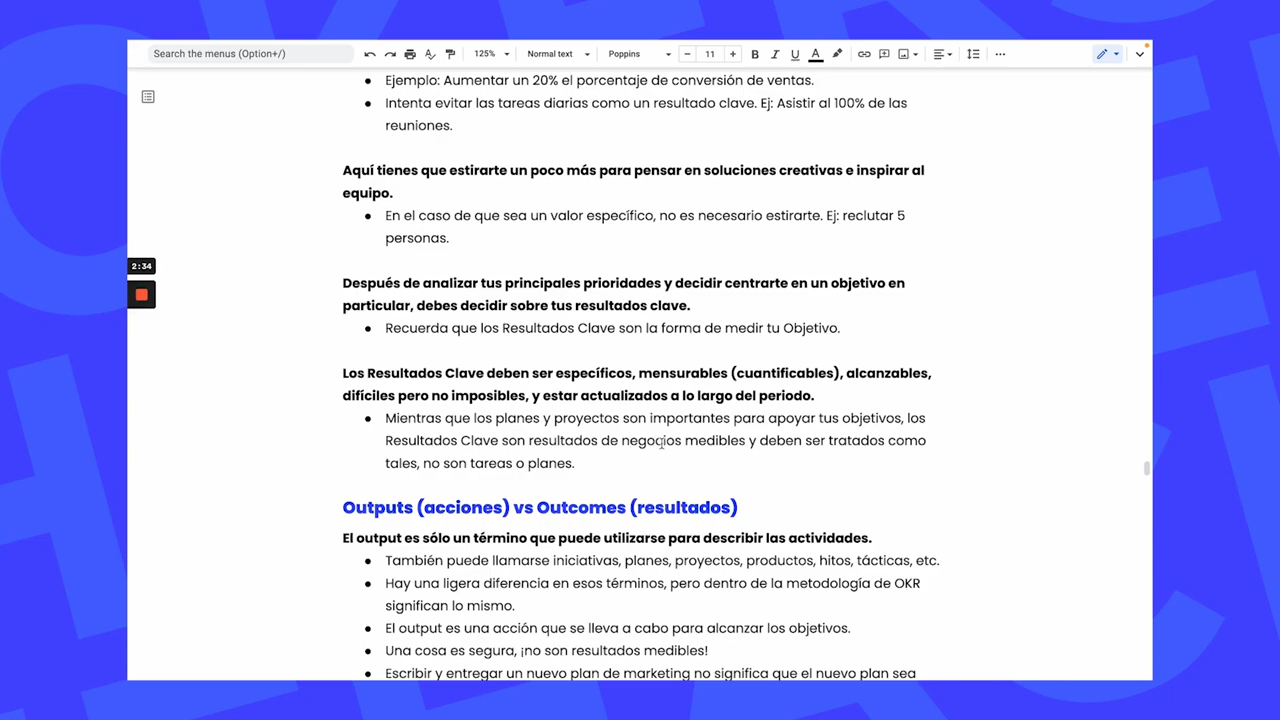 Search the menus (Option+/)
125%
Normal text
Poppins
11
B I U A
Ejemplo: Aumentar un 20% el porcentaje de conversión de ventas.
Intenta evitar las tareas diarias como un resultado clave. Ej: Asistir al 100% de las
reuniones.
Aquí tienes que estirarte un poco más para pensar en soluciones creativas e inspirar al
equipo.
En el caso de que sea un valor específico, no es necesario estirarte. Ej: reclutar 5
personas.
2:34
Después de analizar tus principales prioridades y decidir centrarte en un objetivo en
particular, debes decidir sobre tus resultados clave.
Recuerda que los Resultados Clave son la forma de medir tu Objetivo.
Los Resultados Clave deben ser específicos, mensurables (cuantificables), alcanzables,
difíciles pero no imposibles, y estar actualizados a lo largo del periodo.
Mientras que los planes y proyectos son importantes para apoyar tus objetivos, los
Resultados Clave son resultados de negocios medibles y deben ser tratados como
tales, no son tareas o planes.
Outputs (acciones) vs Outcomes (resultados)
El output es sólo un término que puede utilizarse para describir las actividades.
También puede llamarse iniciativas, planes, proyectos, productos, hitos, tácticas, etc.
Hay una ligera diferencia en esos términos, pero dentro de la metodología de OKR
significan lo mismo.
El output es una acción que se lleva a cabo para alcanzar los objetivos.
Una cosa es segura, ¡no son resultados medibles!
Escribir y entregar un nuevo plan de marketing no significa que el nuevo plan sea